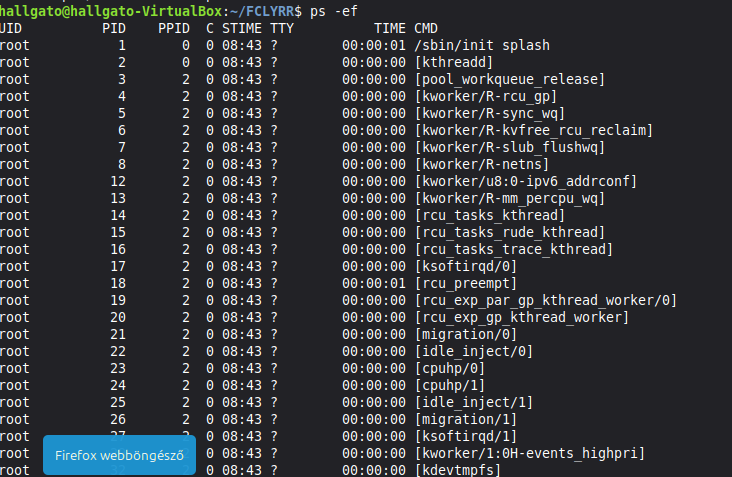 hallgato@hallgato-VirtualBox:~/FCLYRR$ ps -ef
UID PID PPID C STIME TTY TIME CMD
root 1 0 0 08:43 ? 00:00:01 /sbin/init splash
root 2 0 0 08:43 ? 00:00:00 [kthreadd]
root 3 2 0 08:43 ? 00:00:00 [pool_workqueue_release]
root 4 2 0 08:43 ? 00:00:00 [kworker/R-rcu_gp]
root 5 2 0 08:43 ? 00:00:00 [kworker/R-sync_wq]
root 6 2 0 08:43 ? 00:00:00 [kworker/R-kvfree_rcu_reclaim]
root 7 2 0 08:43 ? 00:00:00 [kworker/R-slub_flushwq]
root 8 2 0 08:43 ? 00:00:00 [kworker/R-netns]
root 12 2 0 08:43 ? 00:00:00 [kworker/u8:0-ipv6_addrconf]
root 13 2 0 08:43 ? 00:00:00 [kworker/R-mm_percpu_wq]
root 14 2 0 08:43 ? 00:00:00 [rcu_tasks_kthread]
root 15 2 0 08:43 ? 00:00:00 [rcu_tasks_rude_kthread]
root 16 2 0 08:43 ? 00:00:00 [rcu_tasks_trace_kthread]
root 17 2 0 08:43 ? 00:00:00 [ksoftirqd/0]
root 18 2 0 08:43 ? 00:00:01 [rcu_preempt]
root 19 2 0 08:43 ? 00:00:00 [rcu_exp_par_gp_kthread_worker/0]
root 20 2 0 08:43 ? 00:00:00 [rcu_exp_gp_kthread_worker]
root 21 2 0 08:43 ? 00:00:00 [migration/0]
root 22 2 0 08:43 ? 00:00:00 [idle_inject/0]
root 23 2 0 08:43 ? 00:00:00 [cpuhp/0]
root 24 2 0 08:43 ? 00:00:00 [cpuhp/1]
root 25 2 0 08:43 ? 00:00:00 [idle_inject/1]
root 26 2 0 08:43 ? 00:00:00 [migration/1]
root 27 2 0 08:43 ? 00:00:00 [ksoftirqd/1]
root 0 08:43 ? 00:00:00 [kworker/1:0H-events_highpri]
root 0 08:43 ? 00:00:00 [kdevtmpfs]
Firefox webböngésző